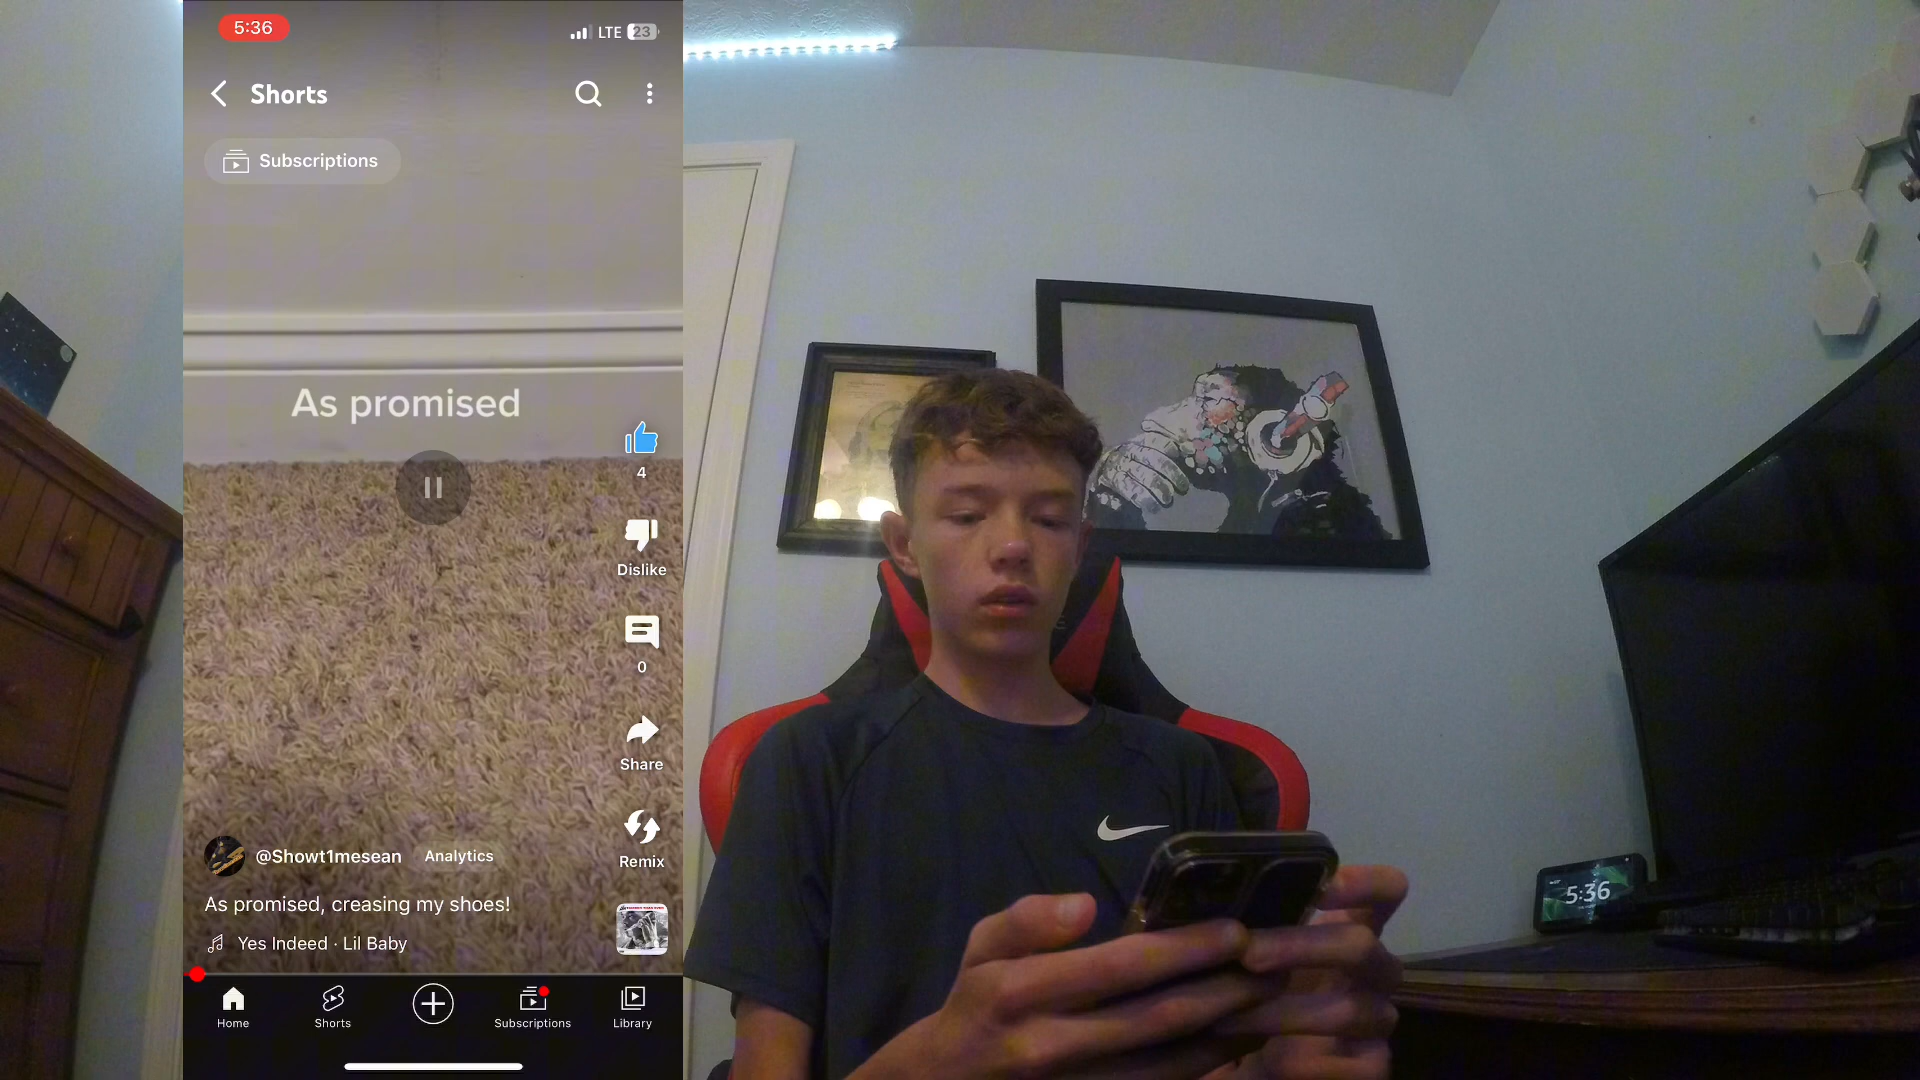 5:36
LTE 23
Shorts
Subscriptions
As promised
4
Dislike
0
Share
Remix
@Showt1mesean Analytics
As promised, creasing my shoes!
Yes Indeed · Lil Baby
Home
Shorts
Subscriptions
Library
5:36